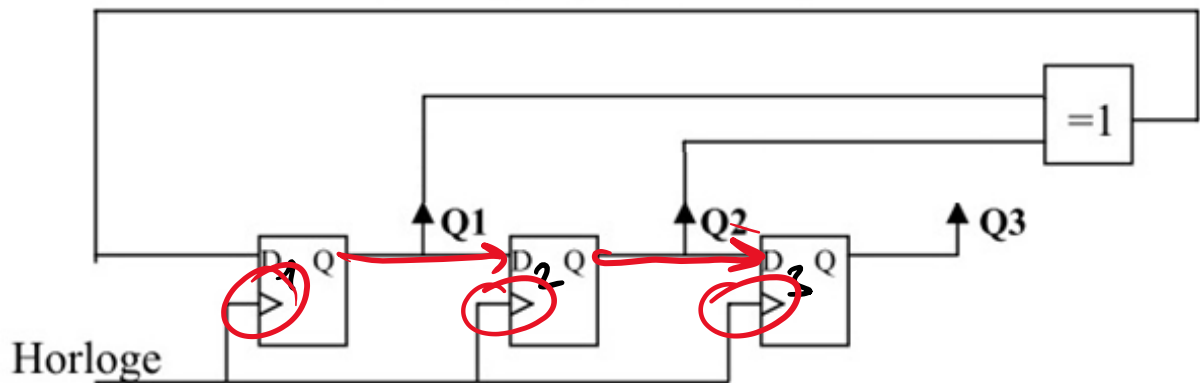 =1
Q1
Q2
Q3
D 1 Q
D 2 Q
D 3 Q
Horloge